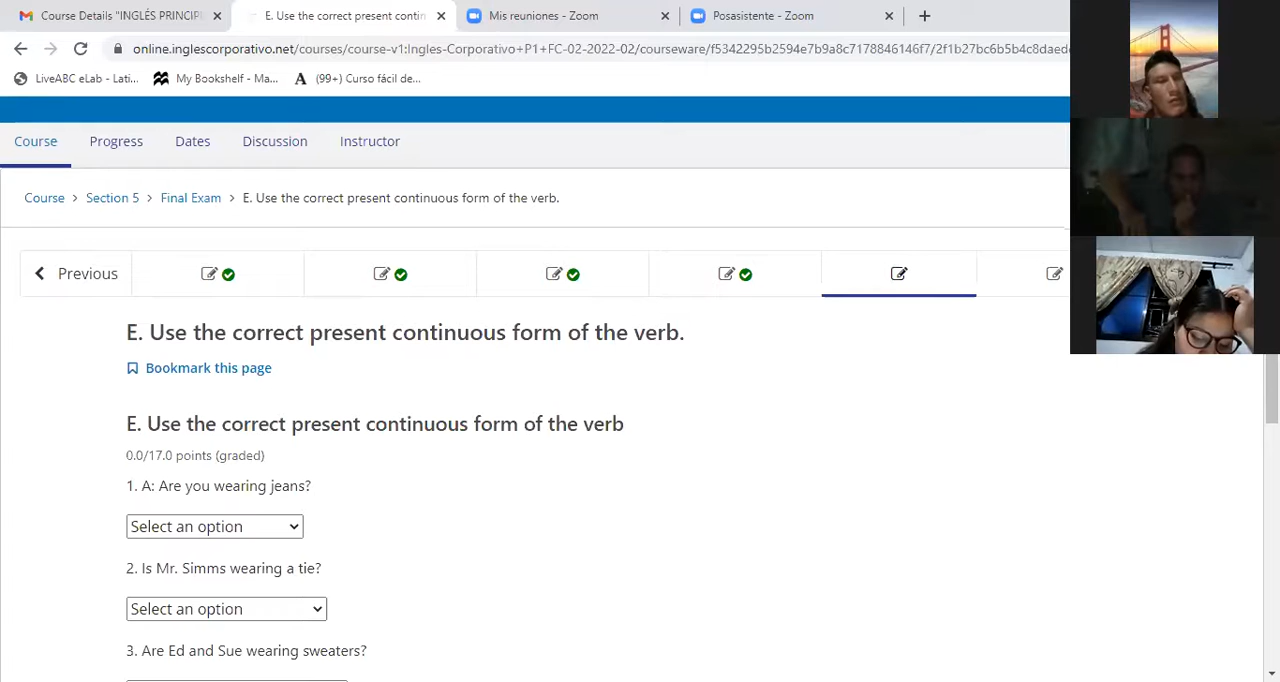 Course Details "INGLÉS PRINCIPI
E. Use the correct present contin
Mis reuniones - Zoom
Posasistente - Zoom
online.inglescorporativo.net/courses/course-v1:Ingles-Corporativo+P1+FC-02-2022-02/courseware/f5342295b2594e7b9a8c7178846146f7/2f1b27bc6b5b4c8daed
LiveABC eLab - Lati...
My Bookshelf - Ma...
(99+) Curso fácil de...
Course Progress Dates Discussion Instructor
Course > Section 5 > Final Exam > E. Use the correct present continuous form of the verb.
Previous
E. Use the correct present continuous form of the verb.
Bookmark this page
E. Use the correct present continuous form of the verb
0.0/17.0 points (graded)
1. A: Are you wearing jeans?
Select an option
2. Is Mr. Simms wearing a tie?
Select an option
3. Are Ed and Sue wearing sweaters?